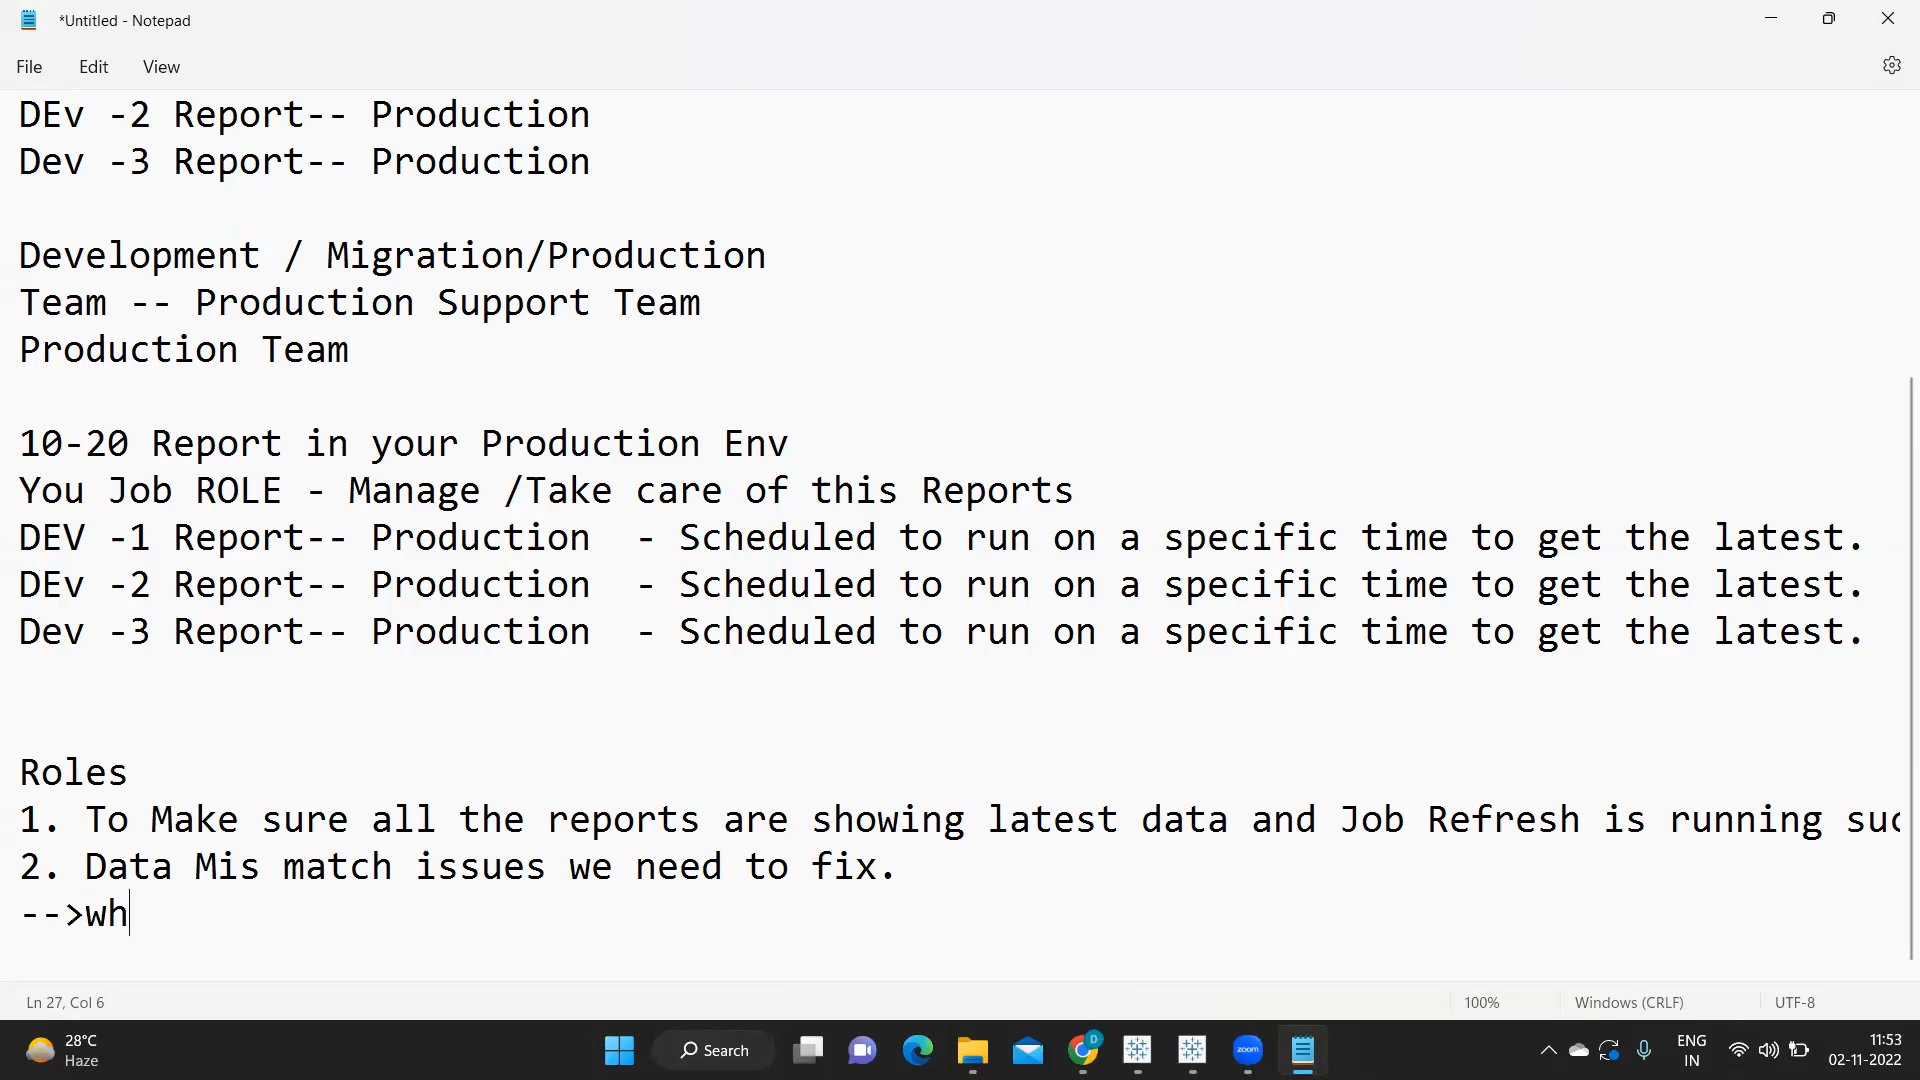 *Untitled - Notepad
File Edit View
DEv -2 Report-- Production
Dev -3 Report-- Production
Development / Migration/Production
Team -- Production Support Team
Production Team
10-20 Report in your Production Env
You Job ROLE - Manage /Take care of this Reports
DEV -1 Report-- Production  - Scheduled to run on a specific time to get the latest.
DEv -2 Report-- Production  - Scheduled to run on a specific time to get the latest.
Dev -3 Report-- Production  - Scheduled to run on a specific time to get the latest.
Roles
1. To Make sure all the reports are showing latest data and Job Refresh is running suc
2. Data Mis match issues we need to fix.
-->wh
Ln 27, Col 6 100% Windows (CRLF) UTF-8
28°C
Haze
Search
zoom
D
ENG
IN
11:53
02-11-2022